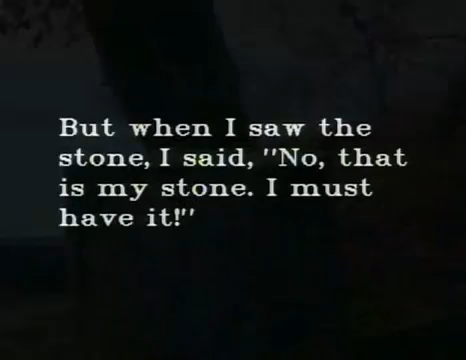 But when I saw the
stone, I said, "No, that
is my stone. I must
have it!"